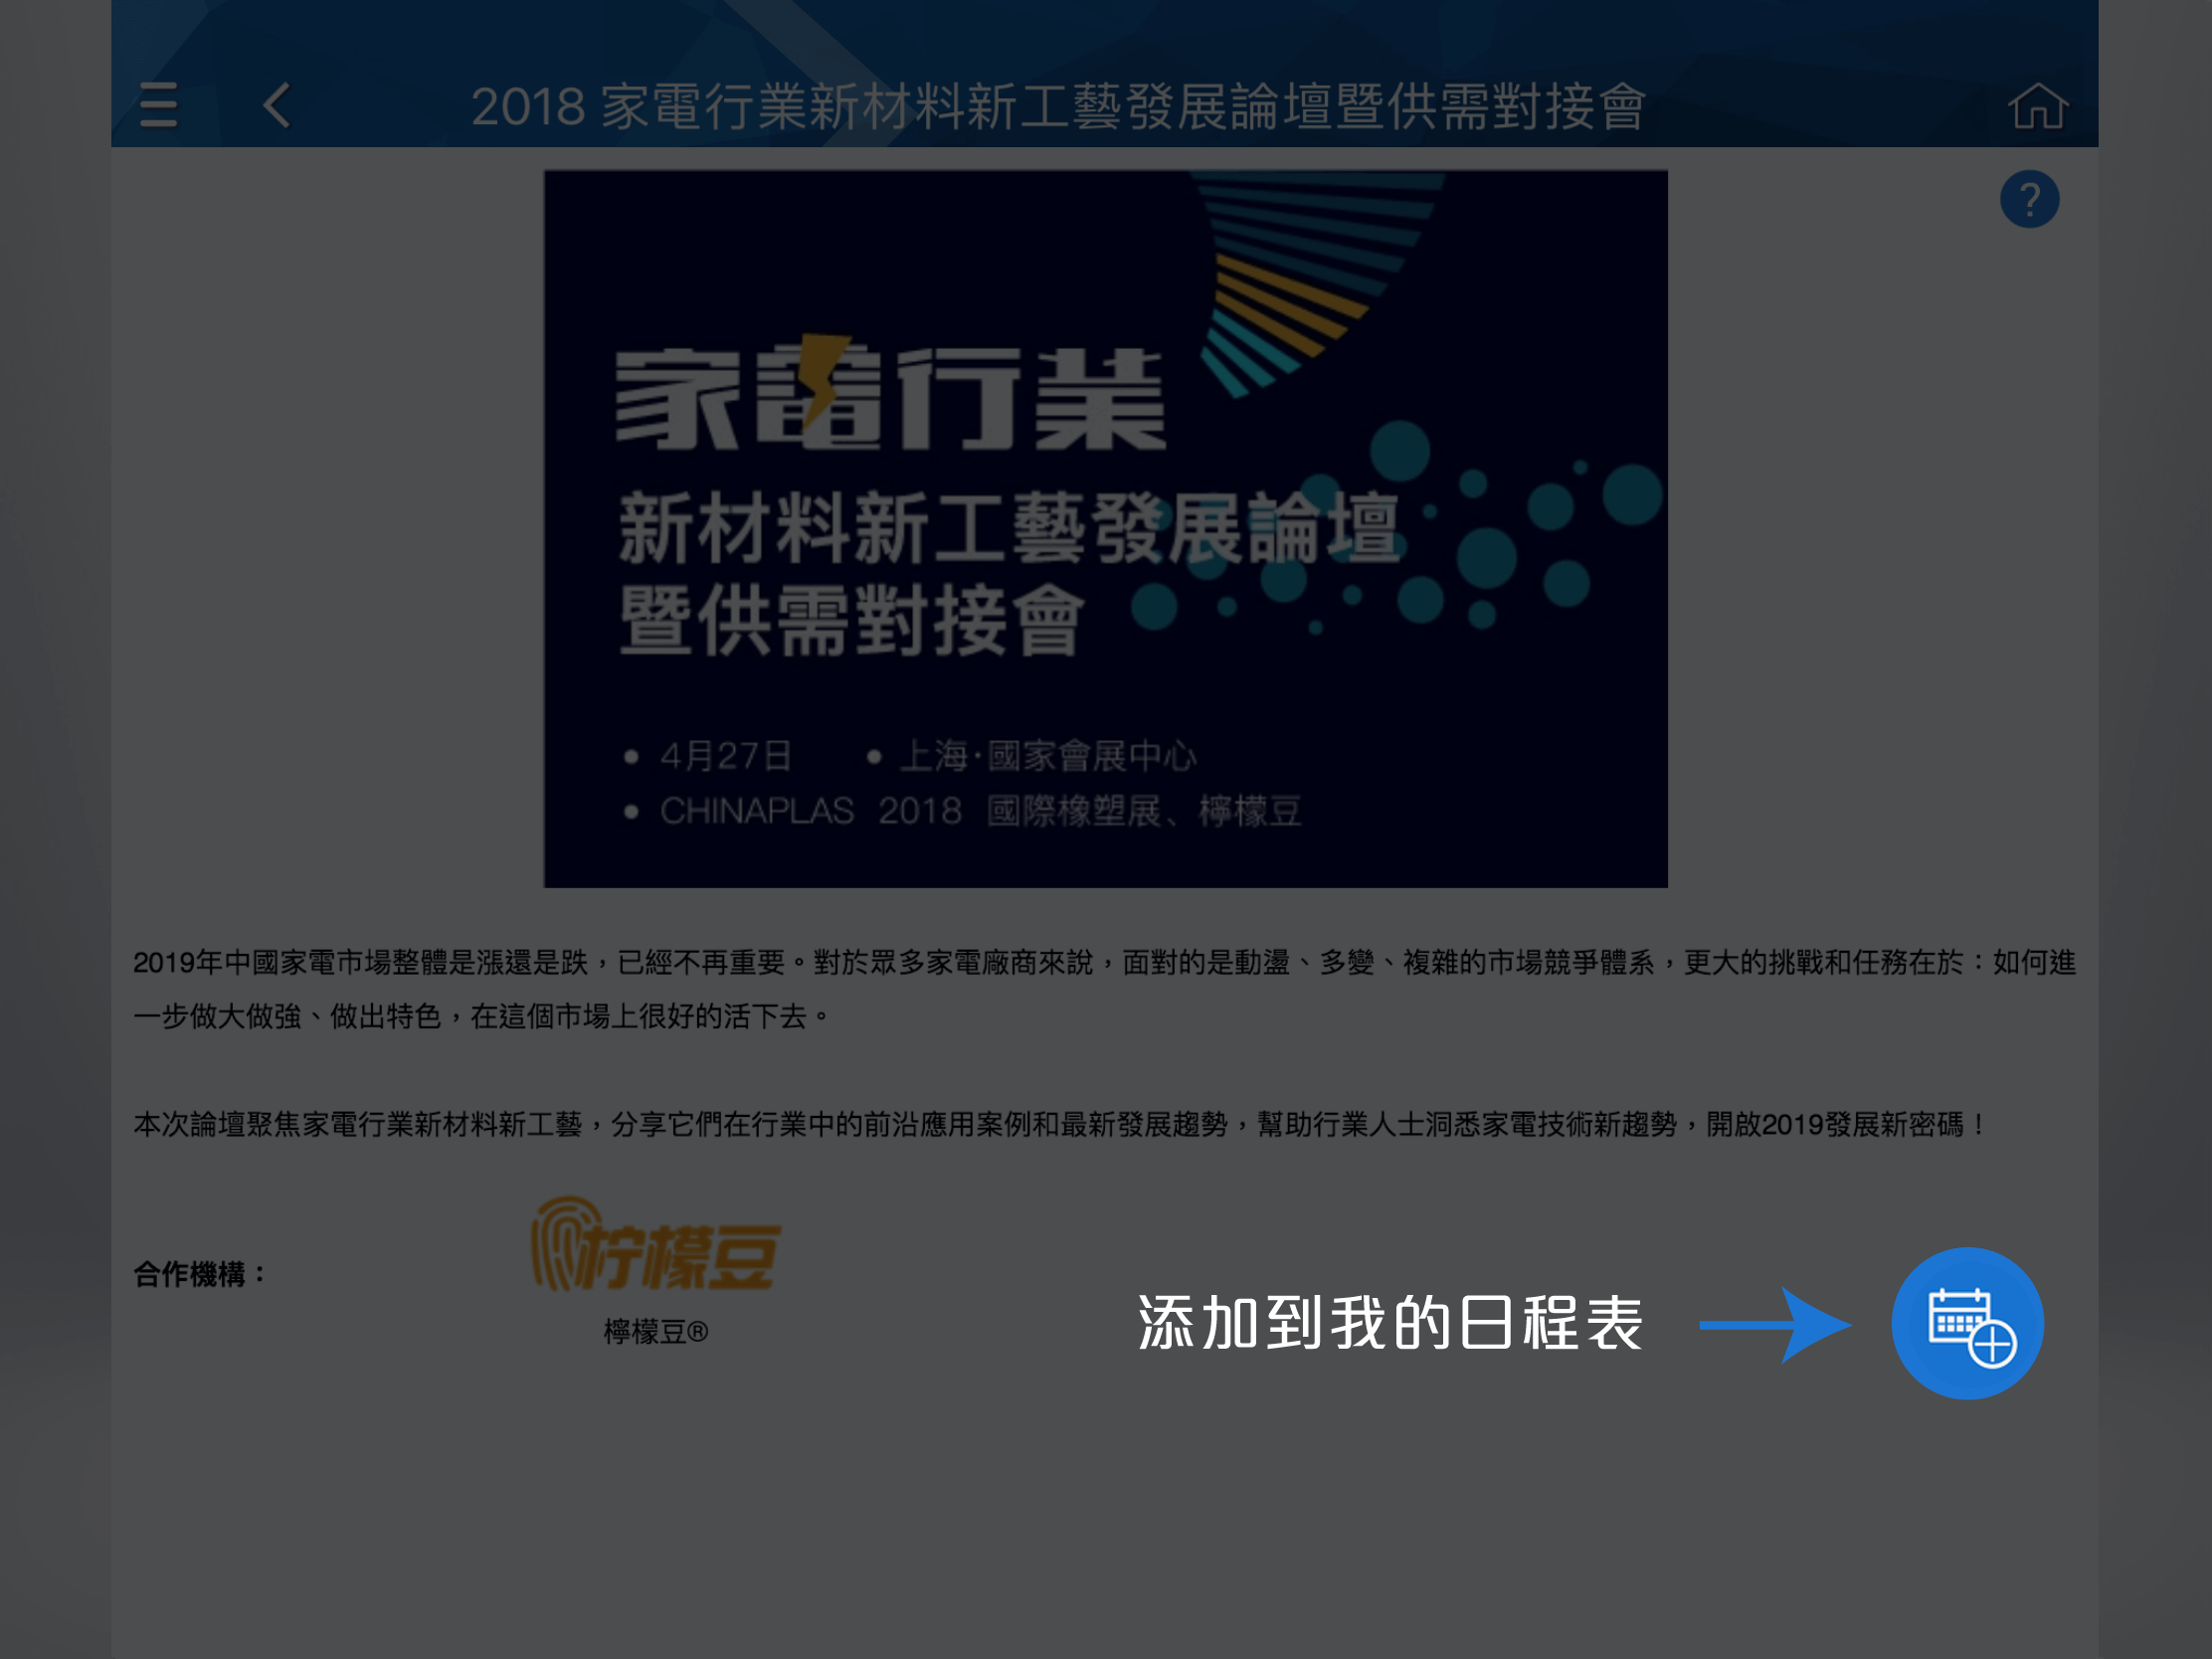 2018 家電行業新材料新工藝發展論壇暨供需對接會
?
家電行業
新材料新工藝發展論壇
暨供需對接會
• 4月27日 • 上海·國家會展中心
• CHINAPLAS 2018 國際橡塑展、檸檬豆
2019年中國家電市場整體是漲還是跌，已經不再重要。對於眾多家電廠商來說，面對的是動盪、多變、複雜的市場競爭體系，更大的挑戰和任務在於：如何進
一步做大做強、做出特色，在這個市場上很好的活下去。
本次論壇聚焦家電行業新材料新工藝，分享它們在行業中的前沿應用案例和最新發展趨勢，幫助行業人士洞悉家電技術新趨勢，開啟2019發展新密碼！
合作機構：
柠檬豆
檸檬豆®
添加到我的日程表